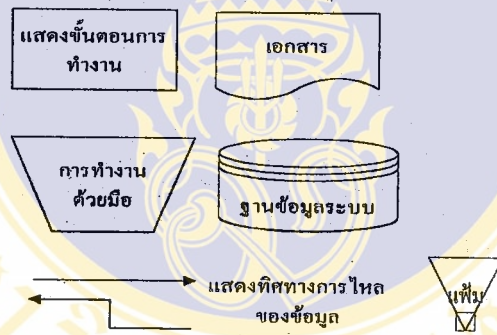 แสดงขั้นตอนการ
ทำงาน
เอกสาร
การทำงาน
ด้วยมือ
ฐานข้อมูลระบบ
แสดงทิศทางการไหล
ของข้อมูล
แฟ้ม